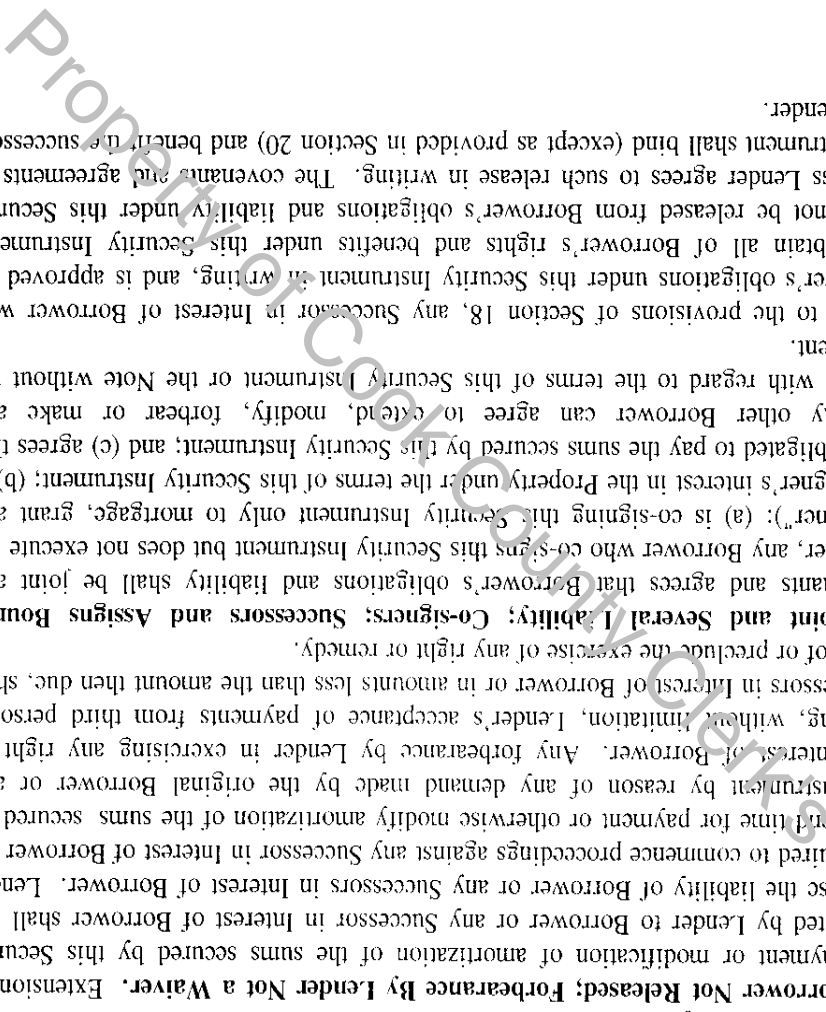 orrower Not Released; Forbearance By Lender Not a Waiver. Extension
yment or modification of amortization of the sums secured by this Secur
ted by Lender to Borrower or any Successor in Interest of Borrower shall
se the liability of Borrower or any Successors in Interest of Borrower. Len
uired to commence proceedings against any Successor in Interest of Borrower
end time for payment or otherwise modify amortization of the sums secured
nstrument by reason of any demand made by the original Borrower or a
Interest of Borrower. Any forbearance by Lender in exercising any right
ng, without limitation, Lender's acceptance of payments from third perso
essors in Interest of Borrower or in amounts less than the amount then due, sh
of or preclude the exercise of any right or remedy.
oint and Several Liability; Co-signers; Successors and Assigns Boun
nants and agrees that Borrower's obligations and liability shall be joint a
er, any Borrower who co-signs this Security Instrument but does not execute
ner"): (a) is co-signing this Security Instrument only to mortgage, grant a
gner's interest in the Property under the terms of this Security Instrument; (b)
bligated to pay the sums secured by this Security Instrument; and (c) agrees t
y other Borrower can agree to extend, modify, forbear or make a
with regard to the terms of this Security Instrument or the Note without
ent.
to the provisions of Section 18, any Successor in Interest of Borrower w
er's obligations under this Security Instrument in writing, and is approved
btain all of Borrower's rights and benefits under this Security Instrume
not be released from Borrower's obligations and liability under this Secur
ss Lender agrees to such release in writing. The covenants and agreements
trument shall bind (except as provided in Section 20) and benefit the successo
ender.
Property of Cook County Clerk's